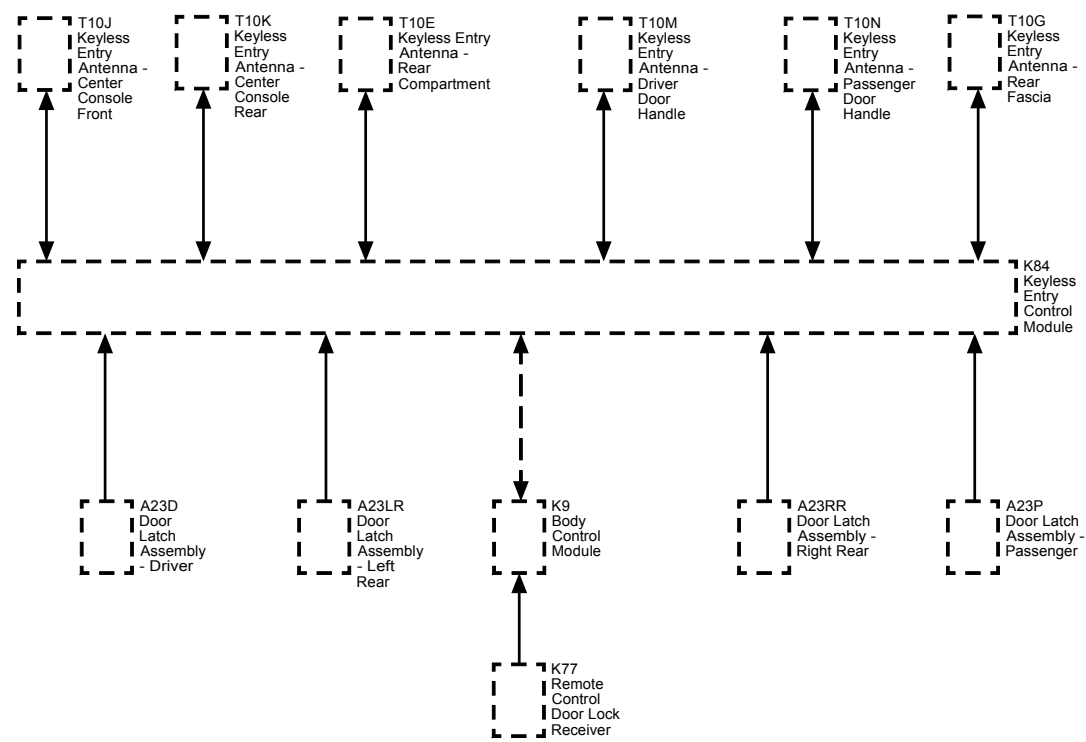 T10J
Keyless
Entry
Antenna -
Center
Console
Front
T10K
Keyless
Entry
Antenna -
Center
Console
Rear
T10E
Keyless Entry
Antenna -
Rear
Compartment
T10M
Keyless
Entry
Antenna -
Driver
Door
Handle
T10N
Keyless
Entry
Antenna -
Passenger
Door
Handle
T10G
Keyless
Entry
Antenna -
Rear
Fascia
K84
Keyless
Entry
Control
Module
A23D
Door
Latch
Assembly
- Driver
A23LR
Door
Latch
Assembly
- Left
Rear
K9
Body
Control
Module
A23RR
Door Latch
Assembly -
Right Rear
A23P
Door Latch
Assembly -
Passenger
K77
Remote
Control
Door Lock
Receiver